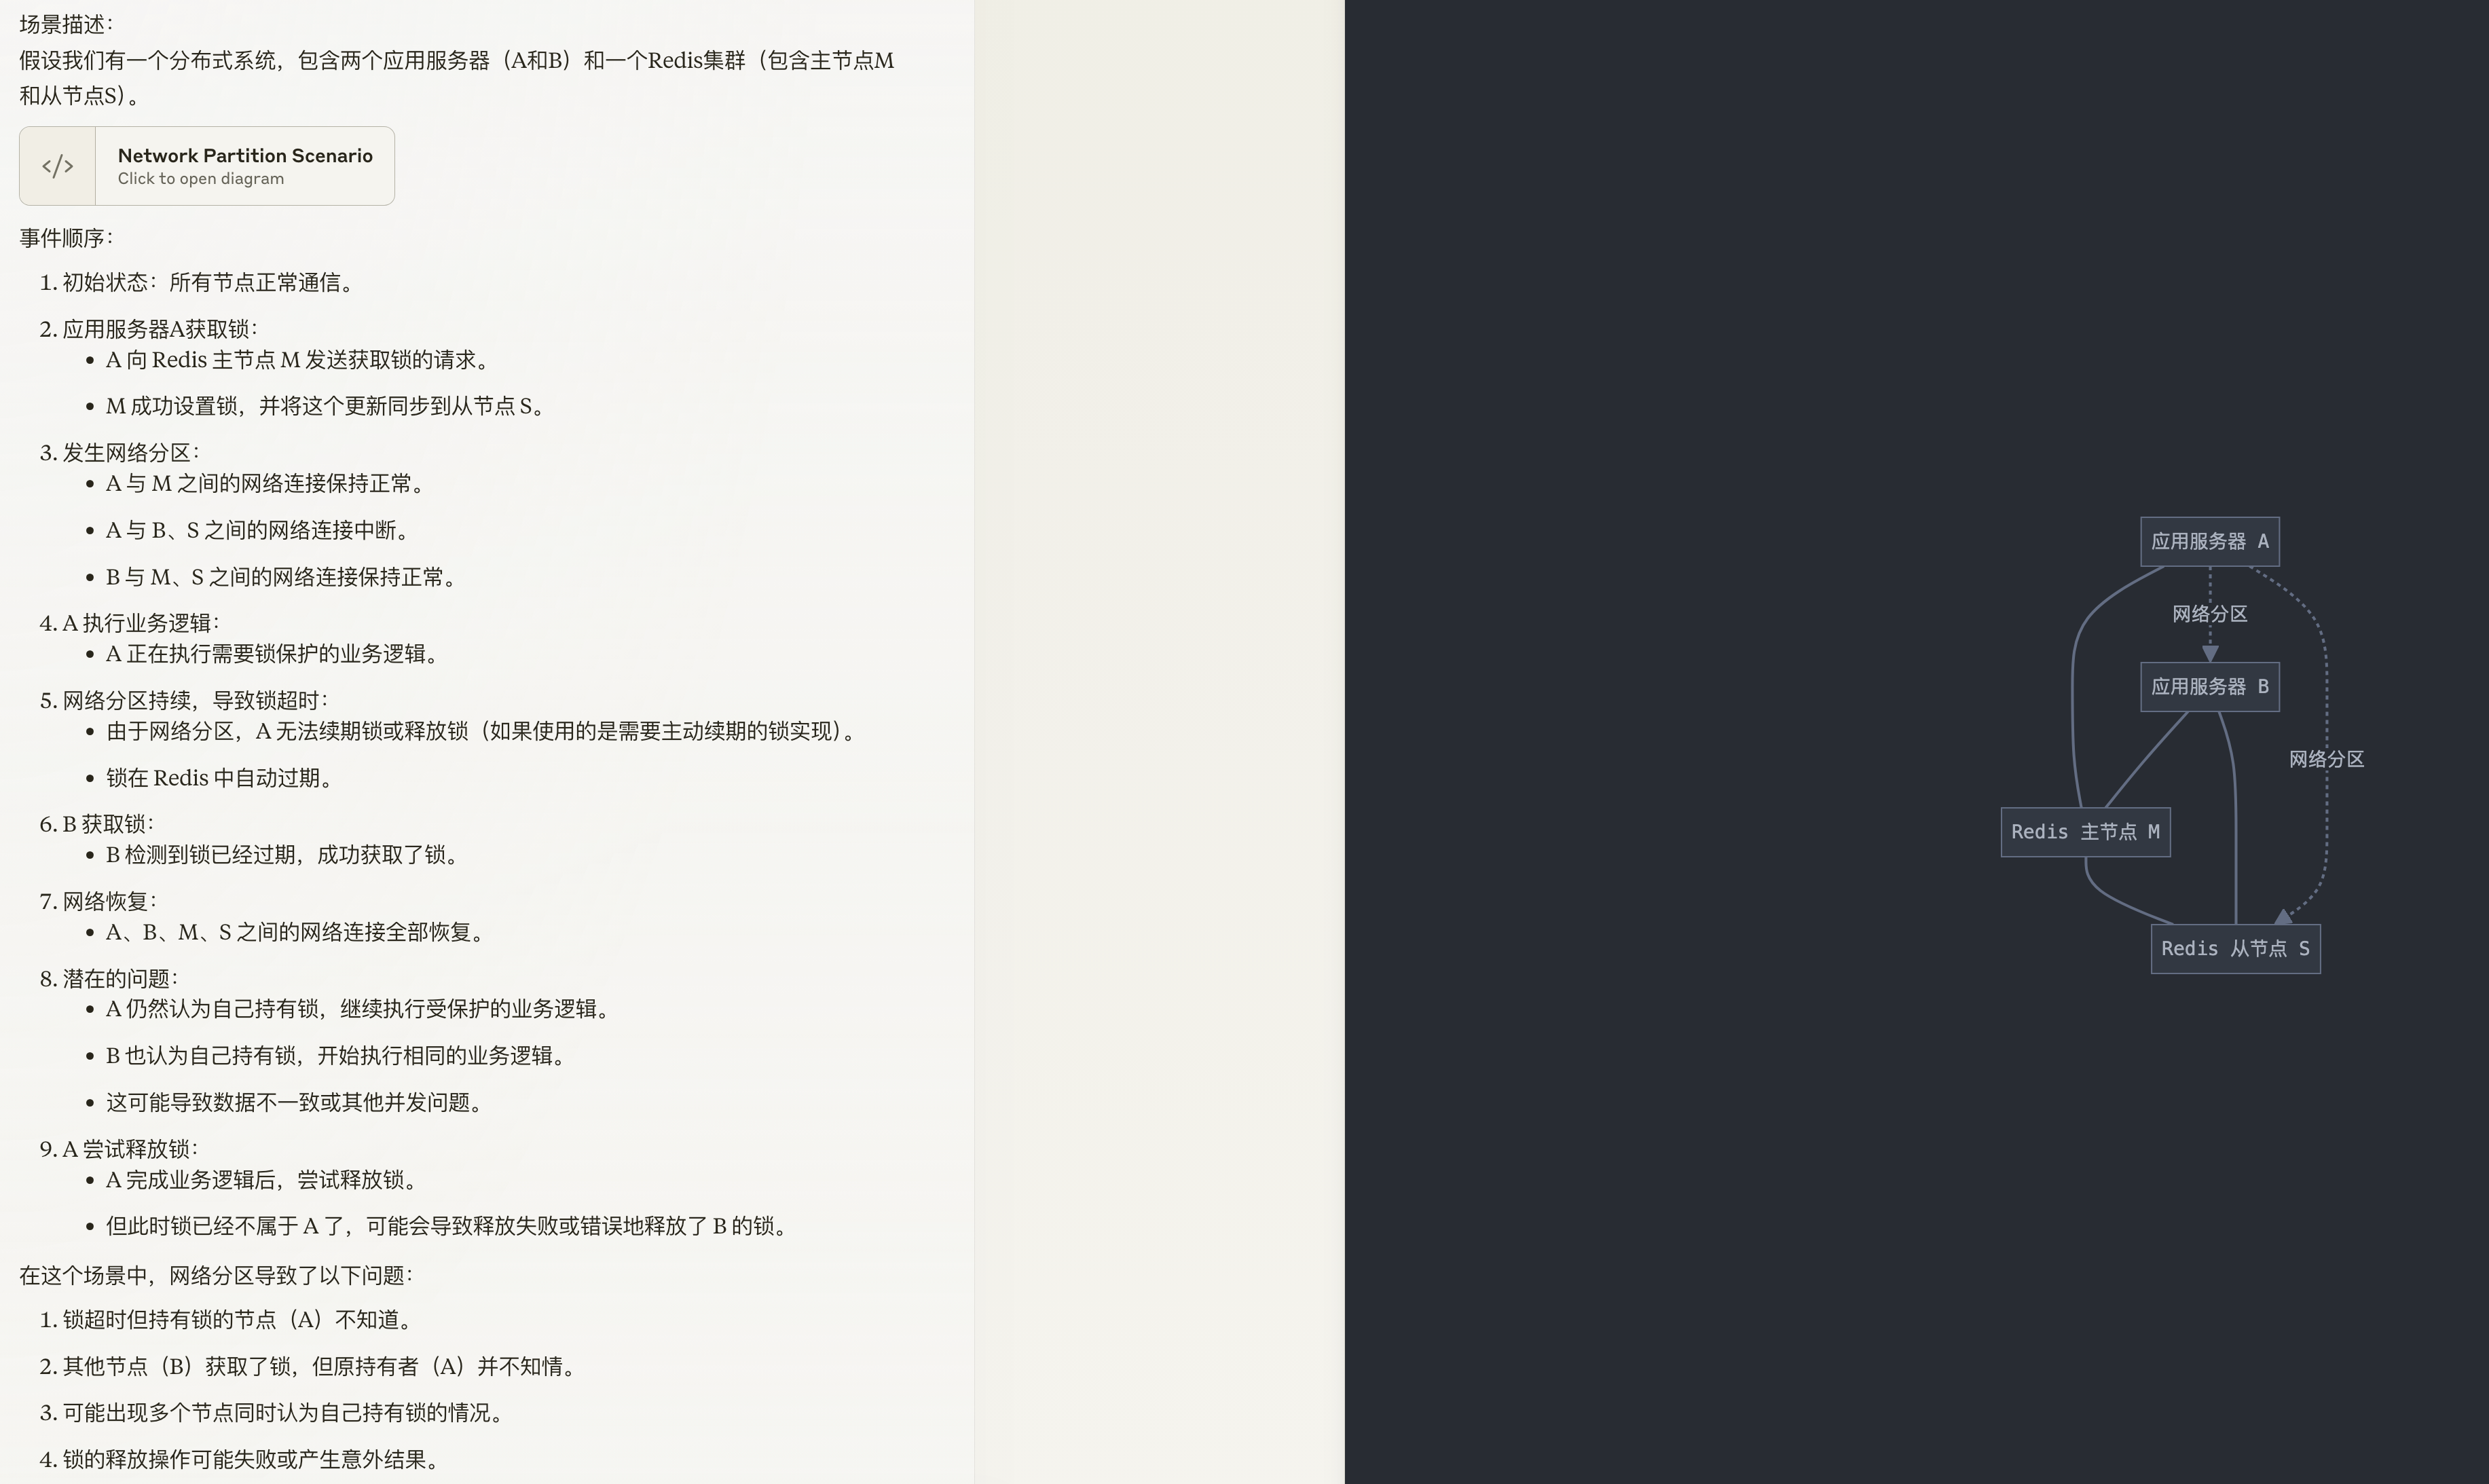 场景描述：
假设我们有一个分布式系统，包含两个应用服务器（A和B）和一个Redis集群（包含主节点M
和从节点S）。
</>
Network Partition Scenario
Click to open diagram
事件顺序：
1. 初始状态：所有节点正常通信。
2. 应用服务器A获取锁：
• A 向 Redis 主节点 M 发送获取锁的请求。
• M 成功设置锁，并将这个更新同步到从节点 S。
3. 发生网络分区：
• A 与 M 之间的网络连接保持正常。
• A 与 B、S 之间的网络连接中断。
• B 与 M、S 之间的网络连接保持正常。
4. A 执行业务逻辑：
• A 正在执行需要锁保护的业务逻辑。
5. 网络分区持续，导致锁超时：
• 由于网络分区，A 无法续期锁或释放锁（如果使用的是需要主动续期的锁实现）。
• 锁在 Redis 中自动过期。
6. B 获取锁：
• B 检测到锁已经过期，成功获取了锁。
7. 网络恢复：
• A、B、M、S 之间的网络连接全部恢复。
8. 潜在的问题：
• A 仍然认为自己持有锁，继续执行受保护的业务逻辑。
• B 也认为自己持有锁，开始执行相同的业务逻辑。
• 这可能导致数据不一致或其他并发问题。
9. A 尝试释放锁：
• A 完成业务逻辑后，尝试释放锁。
• 但此时锁已经不属于 A 了，可能会导致释放失败或错误地释放了 B 的锁。
在这个场景中，网络分区导致了以下问题：
1. 锁超时但持有锁的节点（A）不知道。
2. 其他节点（B）获取了锁，但原持有者（A）并不知情。
3. 可能出现多个节点同时认为自己持有锁的情况。
4. 锁的释放操作可能失败或产生意外结果。
应用服务器 A
网络分区
应用服务器 B
网络分区
Redis 主节点 M
Redis 从节点 S